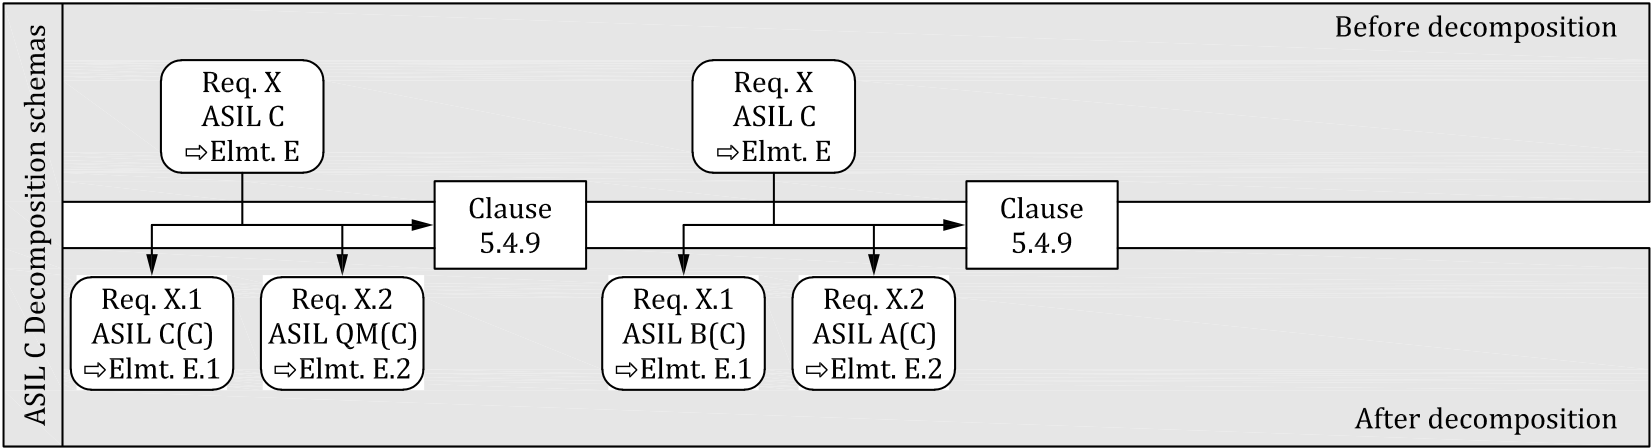 ASIL C Decomposition schemas
Before decomposition
Req. X
ASIL C
⇨Elmt. E
Req. X
ASIL C
⇨Elmt. E
Clause
5.4.9
Clause
5.4.9
Req. X.1
ASIL C(C)
⇨Elmt. E.1
Req. X.2
ASIL QM(C)
⇨Elmt. E.2
Req. X.1
ASIL B(C)
⇨Elmt. E.1
Req. X.2
ASIL A(C)
⇨Elmt. E.2
After decomposition